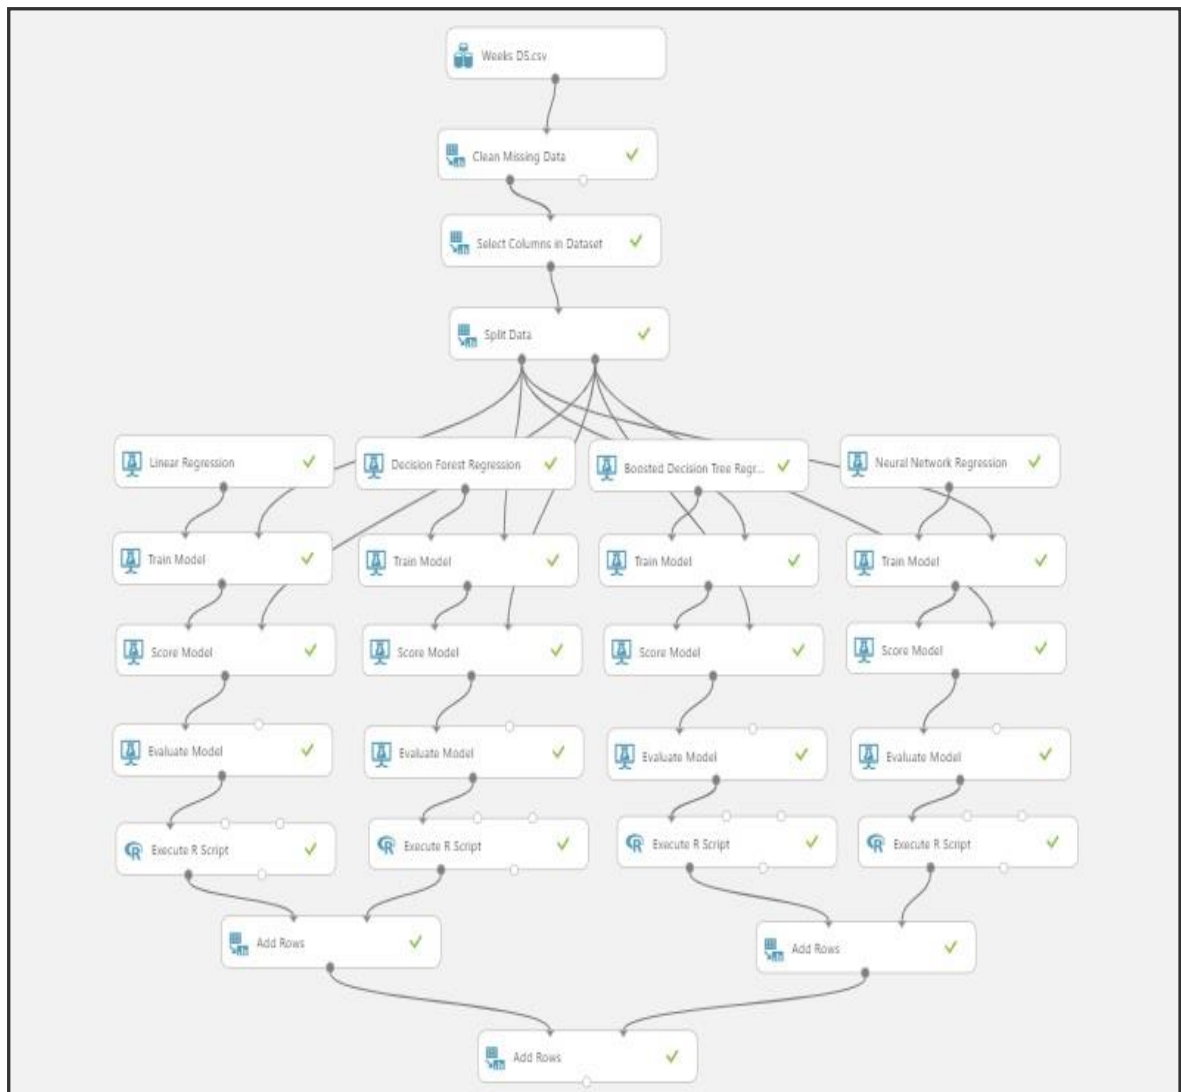 Weeks DS.csv
Clean Missing Data
Select Columns in Dataset
Split Data
Linear Regression
Decision Forest Regression
Boosted Decision Tree Regr...
Neural Network Regression
Train Model
Train Model
Train Model
Train Model
Score Model
Score Model
Score Model
Score Model
Evaluate Model
Evaluate Model
Evaluate Model
Evaluate Model
Execute R Script
Execute R Script
Execute R Script
Execute R Script
Add Rows
Add Rows
Add Rows